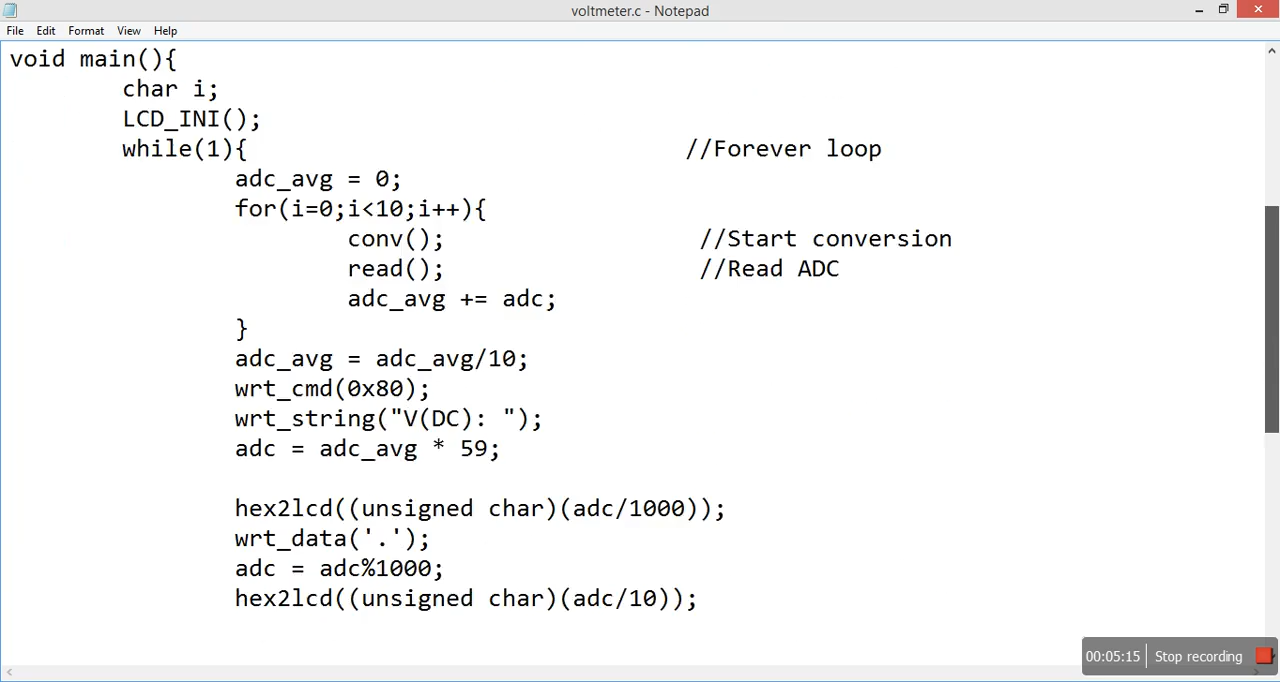 voltmeter.c - Notepad
File Edit Format View Help
void main(){
char i;
LCD_INI();
while(1){ //Forever loop
adc_avg = 0;
for(i=0;i<10;i++){
conv(); //Start conversion
read(); //Read ADC
adc_avg += adc;
}
adc_avg = adc_avg/10;
wrt_cmd(0x80);
wrt_string("V(DC): ");
adc = adc_avg * 59;
hex2lcd((unsigned char)(adc/1000));
wrt_data('.');
adc = adc%1000;
hex2lcd((unsigned char)(adc/10));
00:05:15 Stop recording